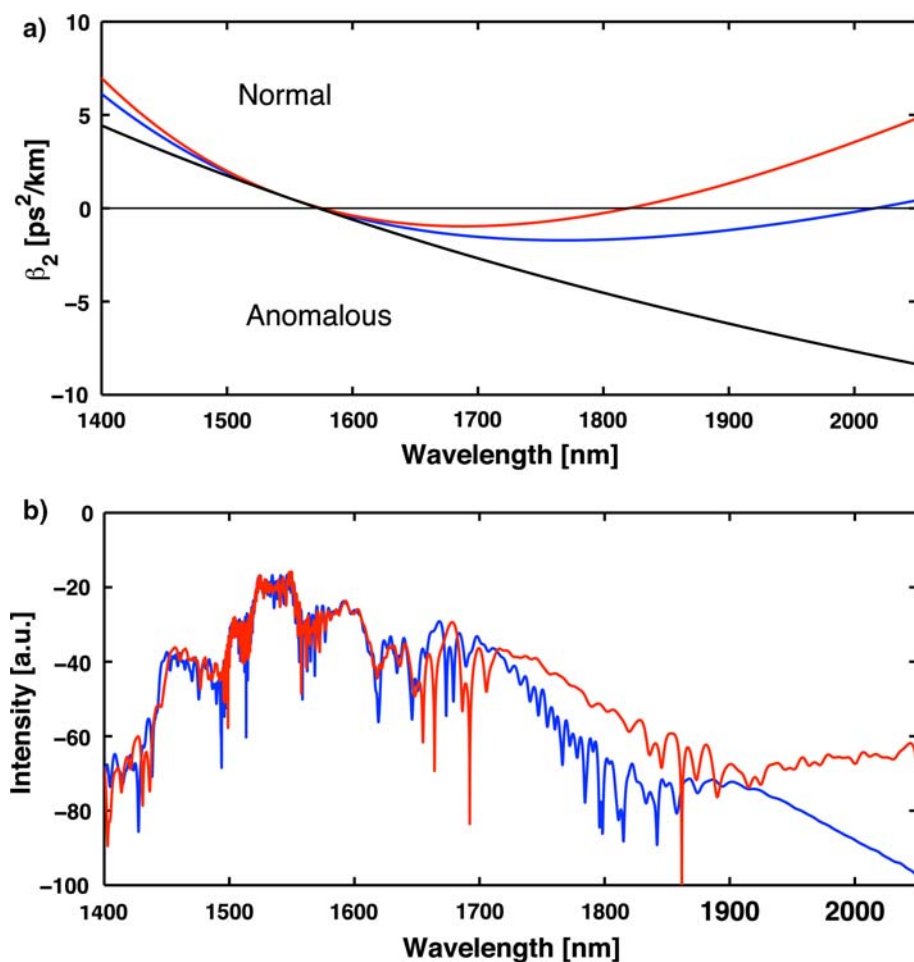 a)
10
5
0
−5
−10
β2 [ps2/km]
Normal
Anomalous
1400 1500 1600 1700 1800 1900 2000
Wavelength [nm]
b)
0
−20
−40
−60
−80
−100
Intensity [a.u.]
1400 1500 1600 1700 1800 1900 2000
Wavelength [nm]